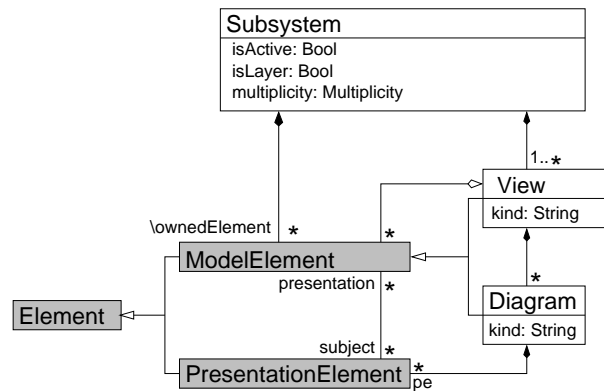 Subsystem
isActive: Bool
isLayer: Bool
multiplicity: Multiplicity
1..*
View
kind: String
\ownedElement
*
*
ModelElement
presentation
*
*
Diagram
kind: String
Element
subject
*
*
PresentationElement
pe